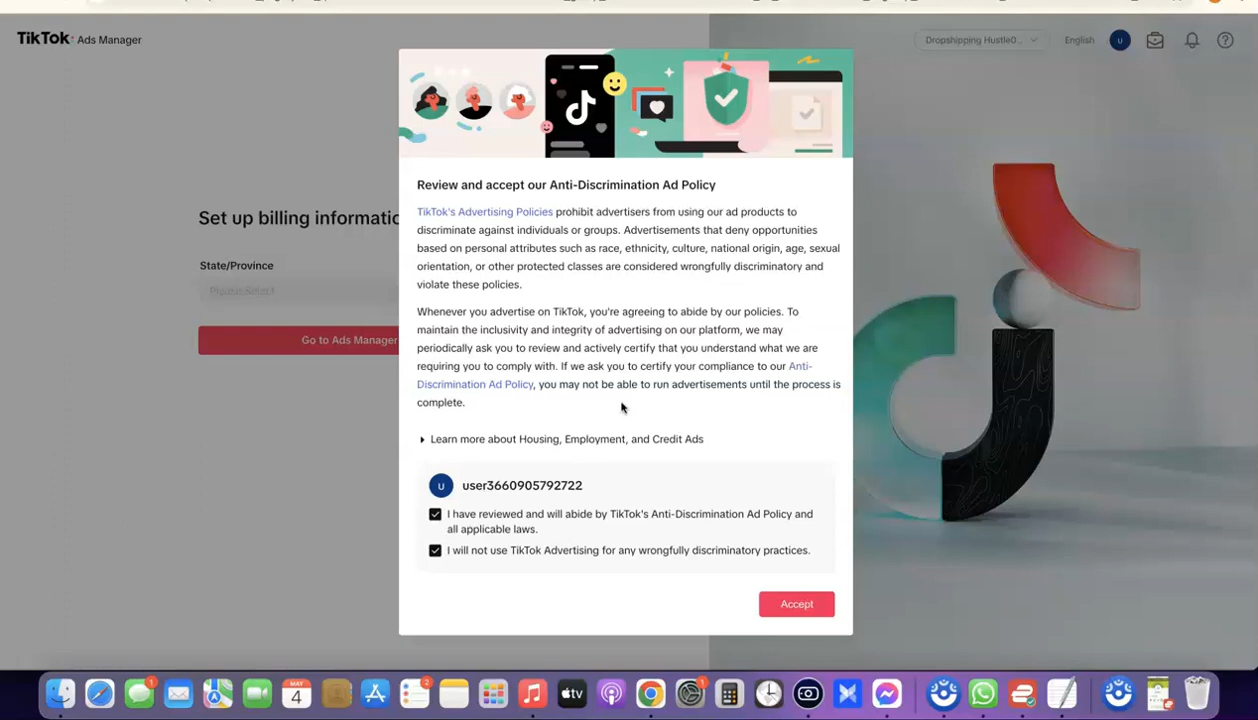 TikTok: Ads Manager
Dropshipping Hustle0...
English
U
Set up billing informatio
State/Province
Please Select
Go to Ads Manager
Review and accept our Anti-Discrimination Ad Policy
TikTok's Advertising Policies prohibit advertisers from using our ad products to
discriminate against individuals or groups. Advertisements that deny opportunities
based on personal attributes such as race, ethnicity, culture, national origin, age, sexual
orientation, or other protected classes are considered wrongfully discriminatory and
violate these policies.
Whenever you advertise on TikTok, you're agreeing to abide by our policies. To
maintain the inclusivity and integrity of advertising on our platform, we may
periodically ask you to review and actively certify that you understand what we are
requiring you to comply with. If we ask you to certify your compliance to our Anti-
Discrimination Ad Policy, you may not be able to run advertisements until the process is
complete.
Learn more about Housing, Employment, and Credit Ads
U user3660905792722
I have reviewed and will abide by TikTok's Anti-Discrimination Ad Policy and
all applicable laws.
I will not use TikTok Advertising for any wrongfully discriminatory practices.
Accept
1
MAY
4
2
tv
1